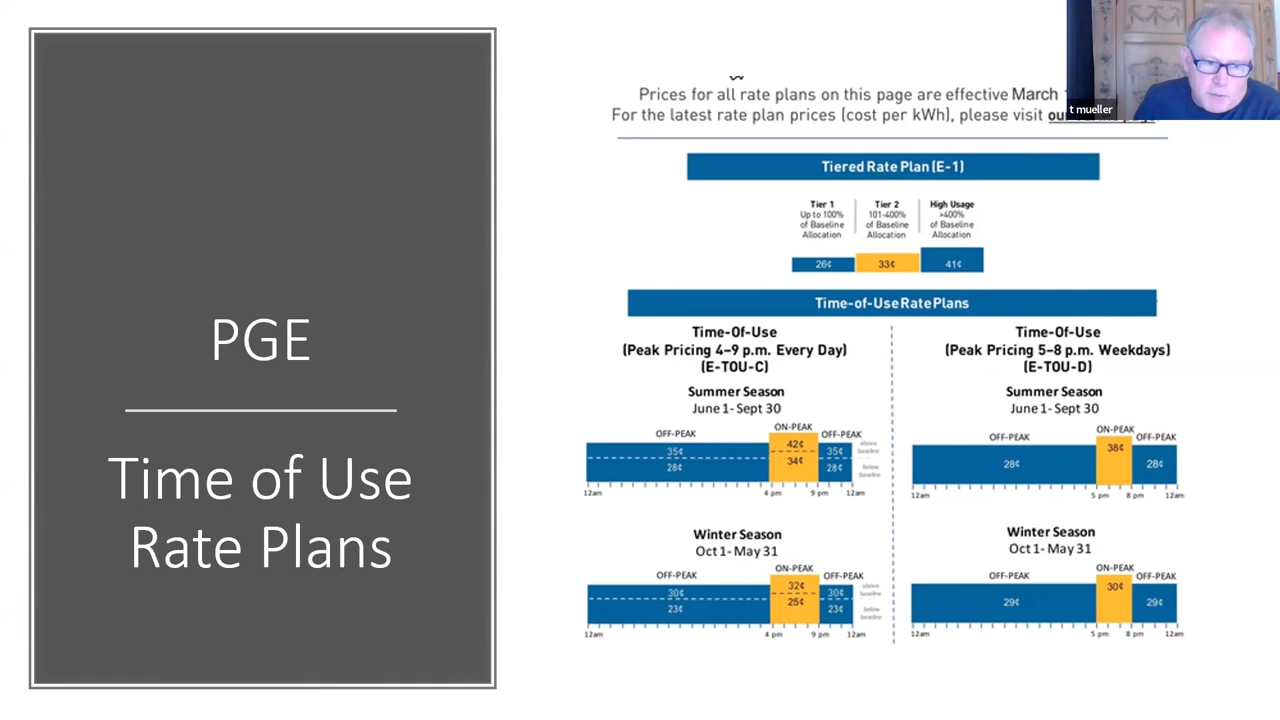 PGE
Time of Use
Rate Plans
t mueller
Prices for all rate plans on this page are effective March
For the latest rate plan prices (cost per kWh), please visit
Tiered Rate Plan (E-1)
Tier 1 Tier 2 High Usage
Up to 100% 101-400% >400%
of Baseline of Baseline of Baseline
Allocation Allocation Allocation
26¢ 33¢ 41¢
Time-of-Use Rate Plans
Time-Of-Use
(Peak Pricing 4–9 p.m. Every Day)
(E-TOU-C)
Summer Season
June 1- Sept 30
ON-PEAK
OFF-PEAK OFF-PEAK
35¢ 42¢ 35¢ above baseline
28¢ 34¢ 28¢ below baseline
12am 4 pm 9 pm 12am
Winter Season
Oct 1- May 31
ON-PEAK
OFF-PEAK OFF-PEAK
30¢ 32¢ 30¢ above baseline
23¢ 25¢ 23¢ below baseline
12am 4 pm 9 pm 12am
Time-Of-Use
(Peak Pricing 5–8 p.m. Weekdays)
(E-TOU-D)
Summer Season
June 1- Sept 30
ON-PEAK
OFF-PEAK OFF-PEAK
28¢ 38¢ 28¢
12am 5 pm 8 pm 12am
Winter Season
Oct 1- May 31
ON-PEAK
OFF-PEAK OFF-PEAK
29¢ 30¢ 29¢
12am 5 pm 8 pm 12am